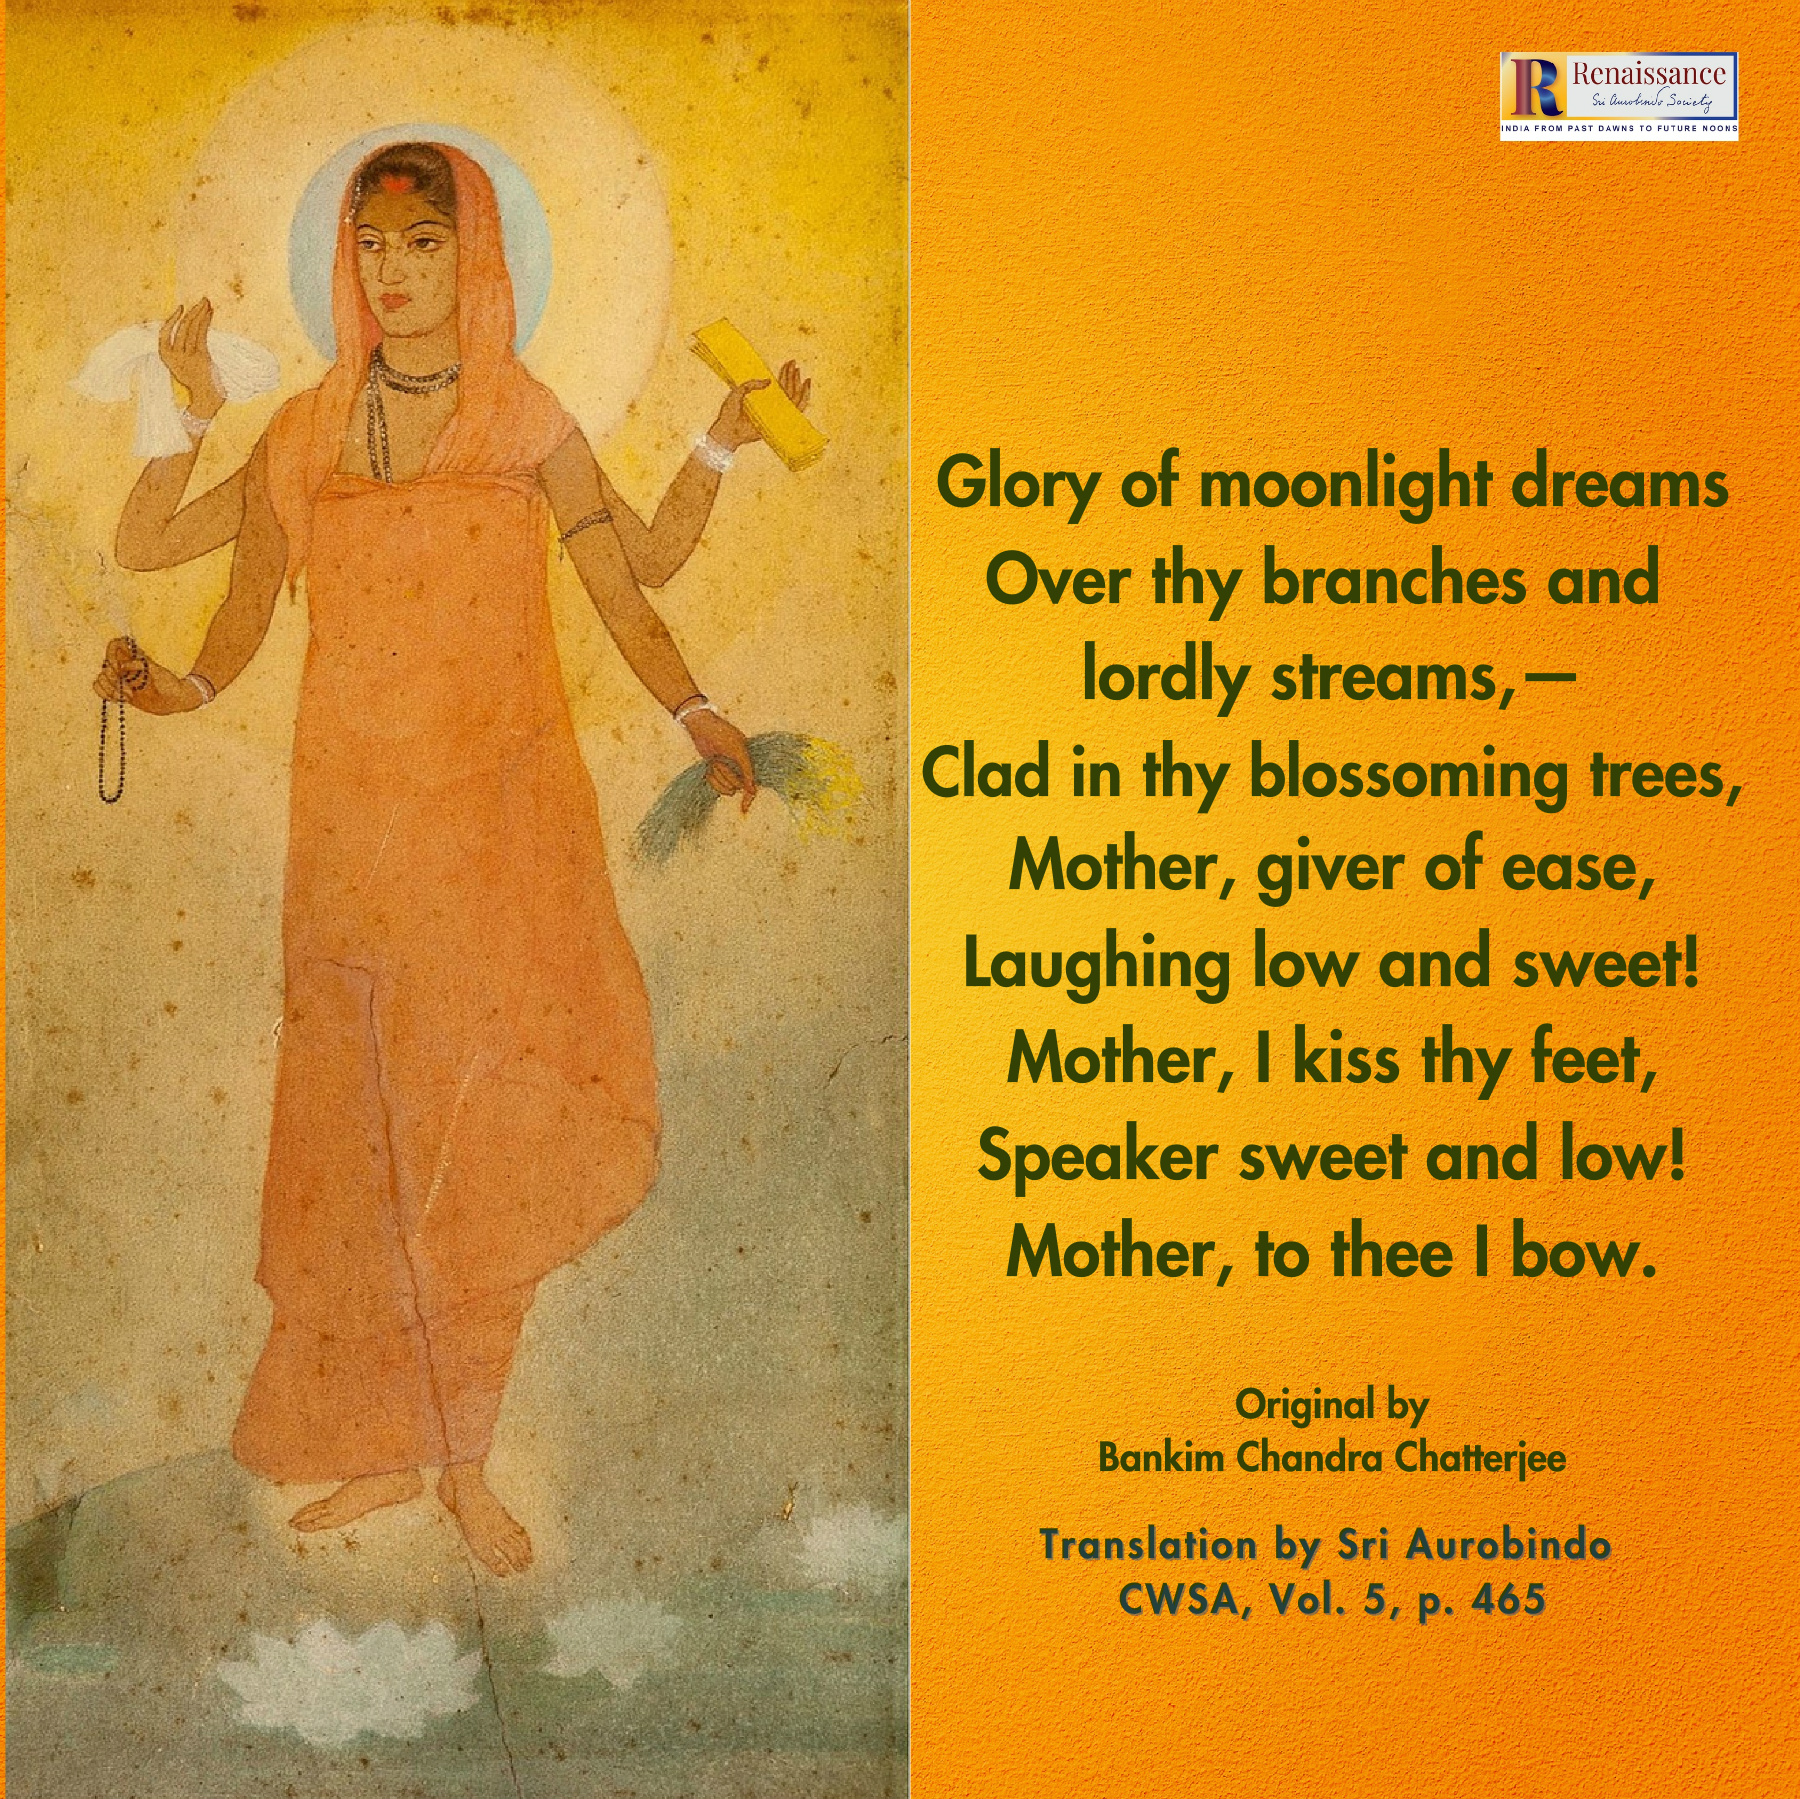 R Renaissance
Sri Aurobindo Society
INDIA FROM PAST DAWNS TO FUTURE NOONS
Glory of moonlight dreams
Over thy branches and
lordly streams,—
Clad in thy blossoming trees,
Mother, giver of ease,
Laughing low and sweet!
Mother, I kiss thy feet,
Speaker sweet and low!
Mother, to thee I bow.
Original by
Bankim Chandra Chatterjee
Translation by Sri Aurobindo
CWSA, Vol. 5, p. 465